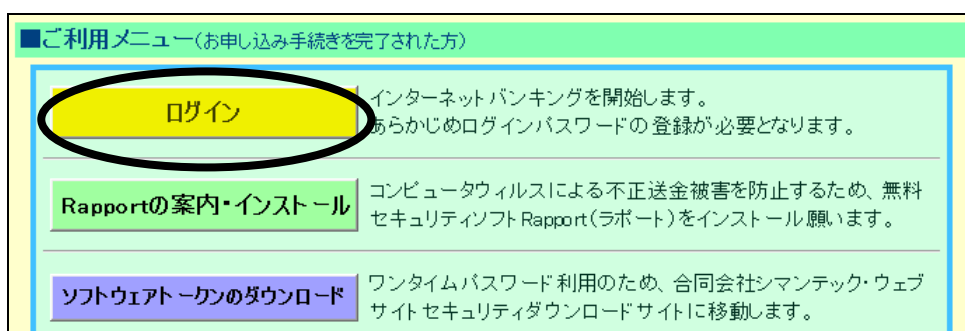 ■ご利用メニュー(お申し込み手続きを完了された方)
ログイン
インターネットバンキングを開始します。
あらかじめログインパスワードの登録が必要となります。
Rapportの案内・インストール
コンピュータウィルスによる不正送金被害を防止するため、無料
セキュリティソフトRapport(ラポート)をインストール願います。
ソフトウェアトークンのダウンロード
ワンタイムパスワード利用のため、合同会社シマンテック・ウェブ
サイトセキュリティダウンロードサイトに移動します。